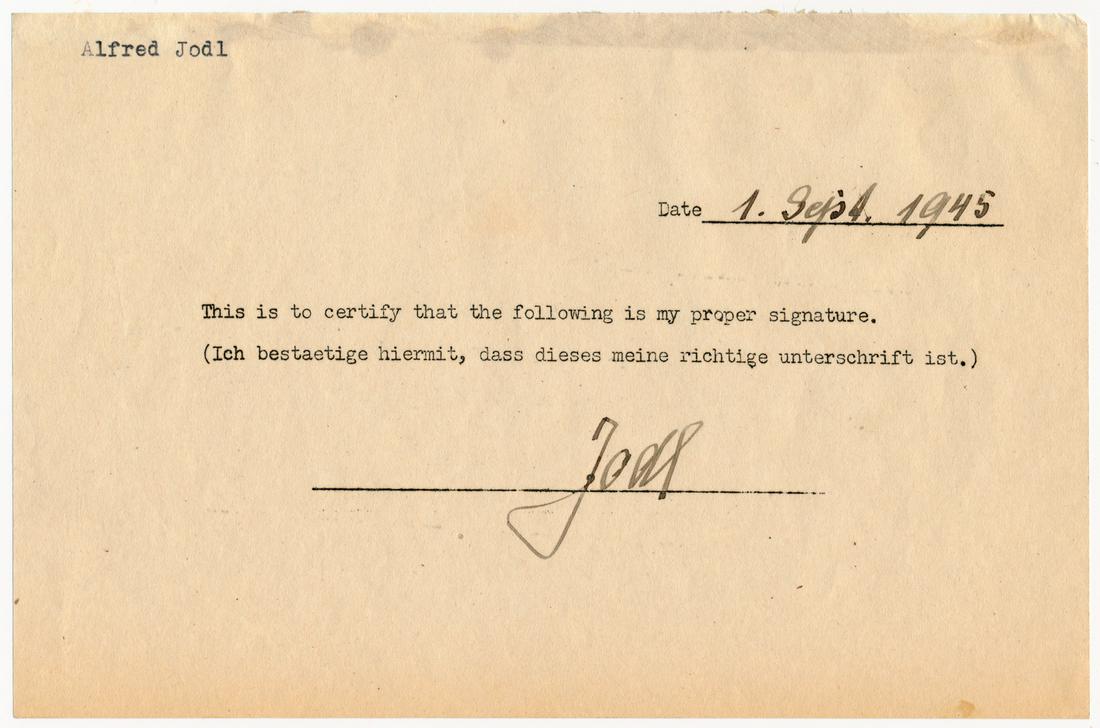 Alfred Jodl
Date 1. Sept. 1945
This is to certify that the following is my proper signature.
(Ich bestaetige hiermit, dass dieses meine richtige unterschrift ist.)
Jodl